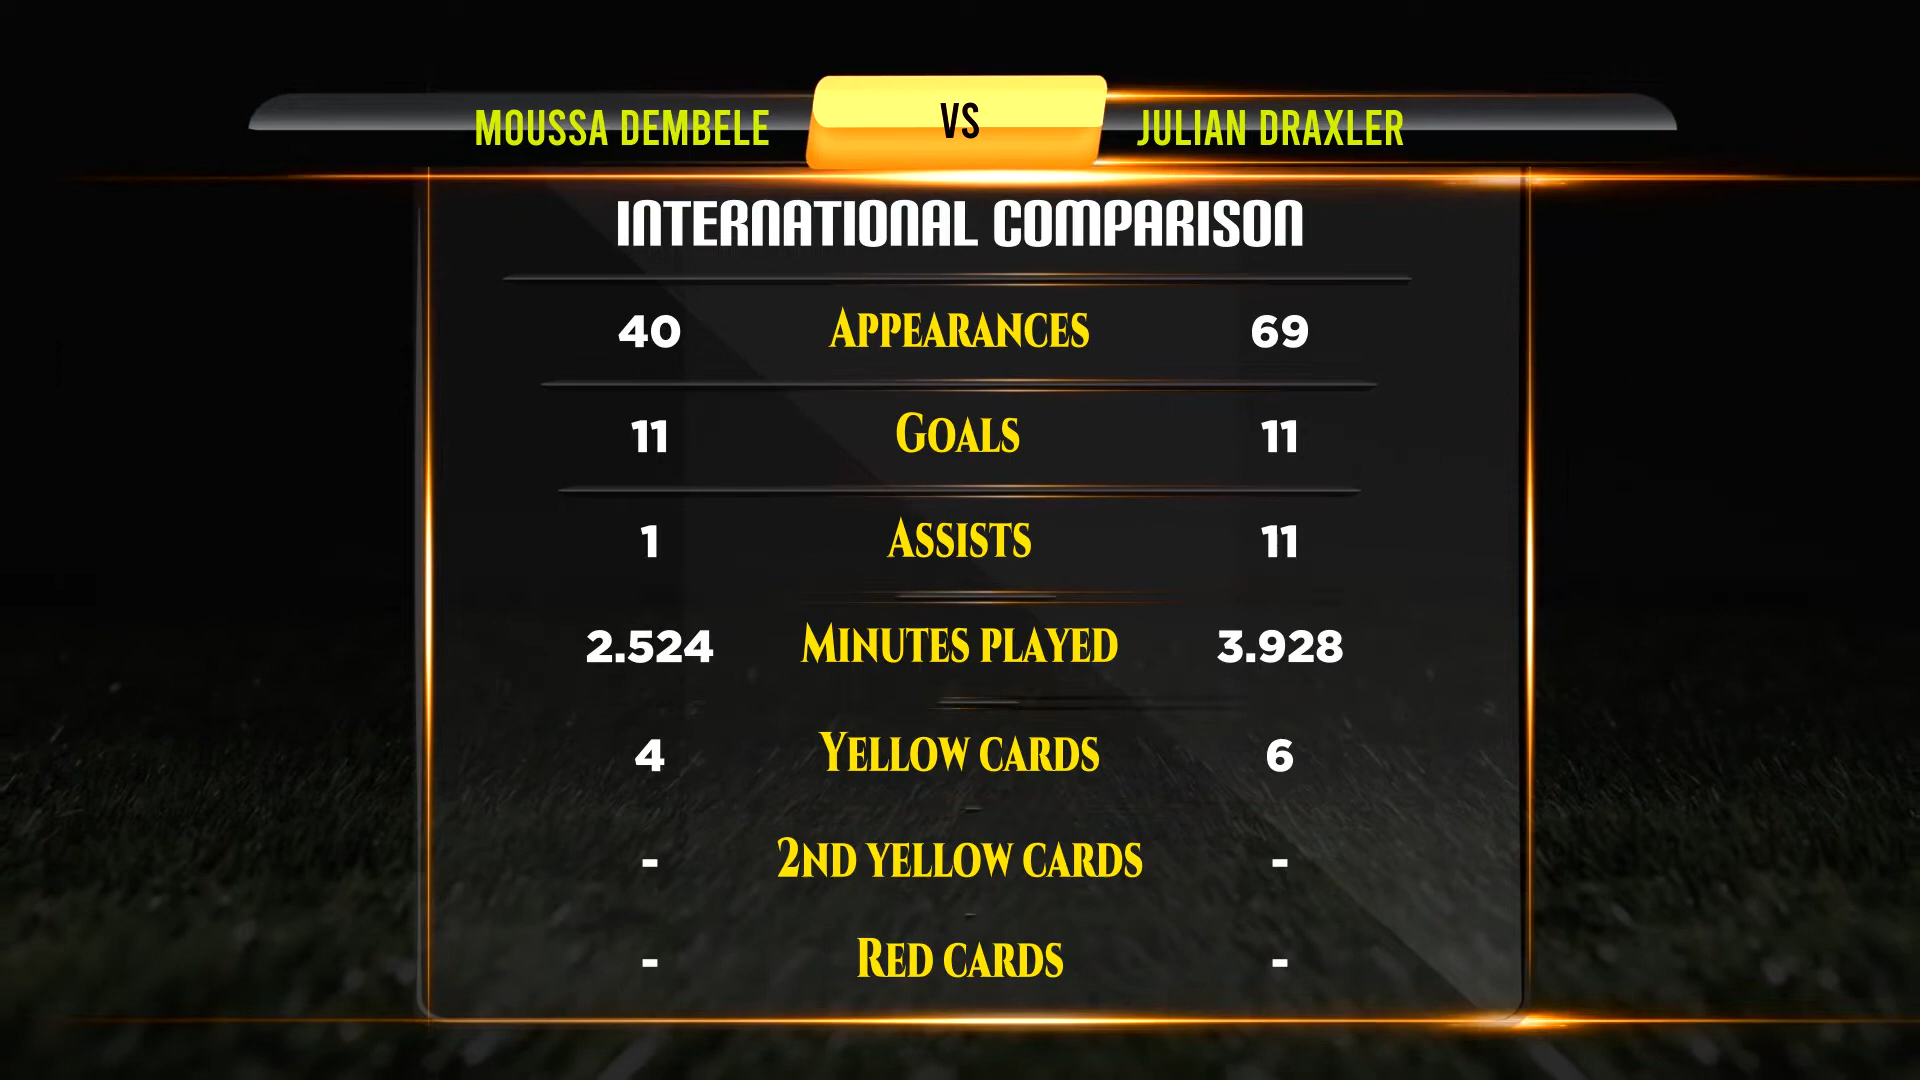 MOUSSA DEMBELE VS JULIAN DRAXLER
INTERNATIONAL COMPARISON
40 APPEARANCES 69
11 GOALS 11
1 ASSISTS 11
2.524 MINUTES PLAYED 3.928
4 YELLOW CARDS 6
- 2ND YELLOW CARDS -
- RED CARDS -